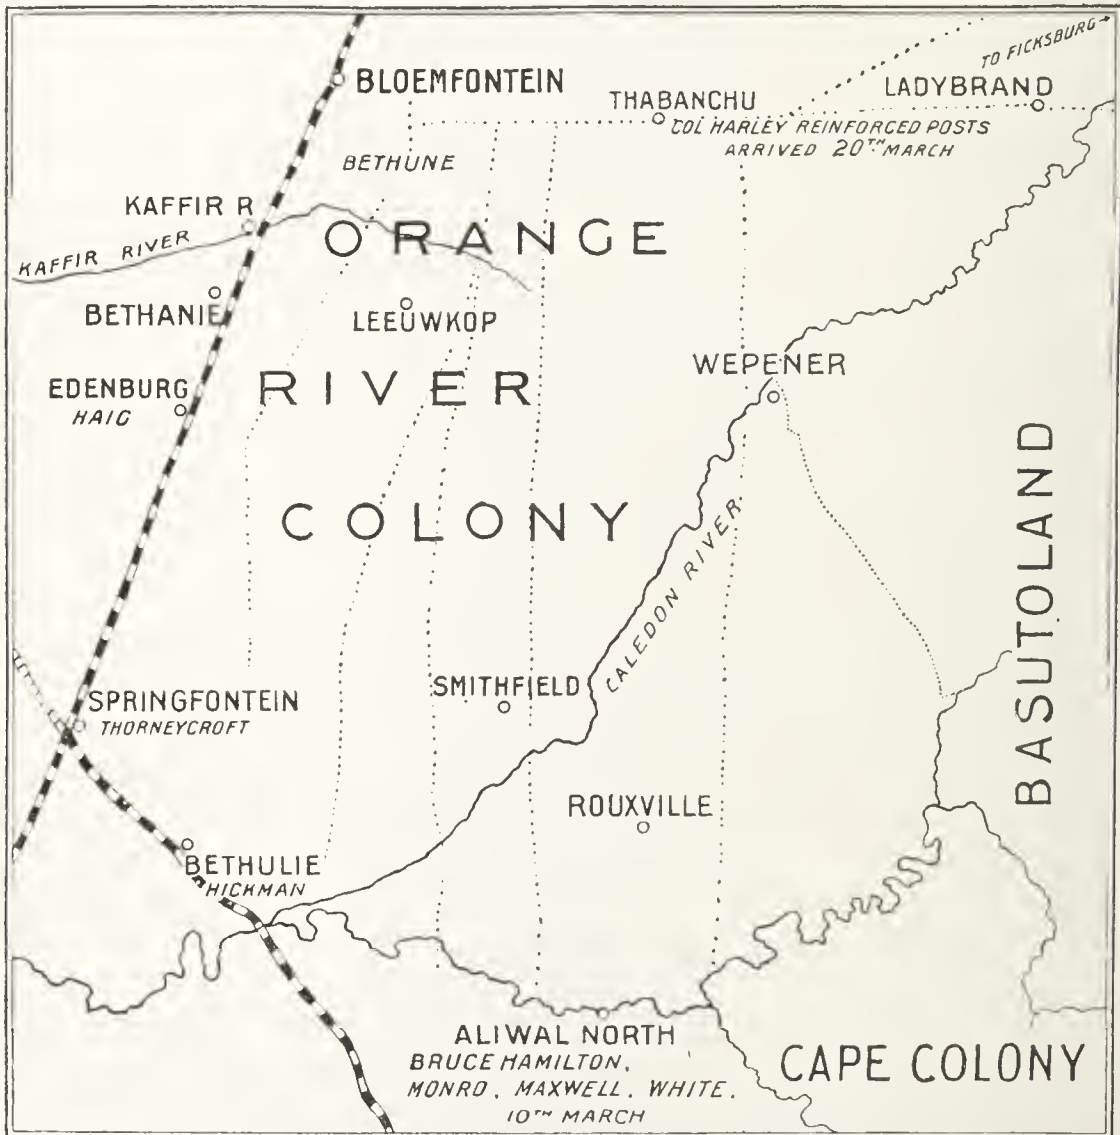 TO FICKSBURG
BLOEMFONTEIN
LADYBRAND
THABANCHU
COL HARLEY REINFORCED POSTS
ARRIVED 20TH MARCH
BETHUNE
KAFFIR R
KAFFIR RIVER
ORANGE
BETHANIE
LEEUWKOP
WEPENER
EDENBURG
HAIG
RIVER
COLONY
CALEDON RIVER
BASUTOLAND
SPRINGFONTEIN
THORNEYCROFT
SMITHFIELD
ROUXVILLE
BETHULIE
HICKMAN
ALIWAL NORTH
BRUCE HAMILTON,
MONRO, MAXWELL, WHITE.
10TH MARCH
CAPE COLONY